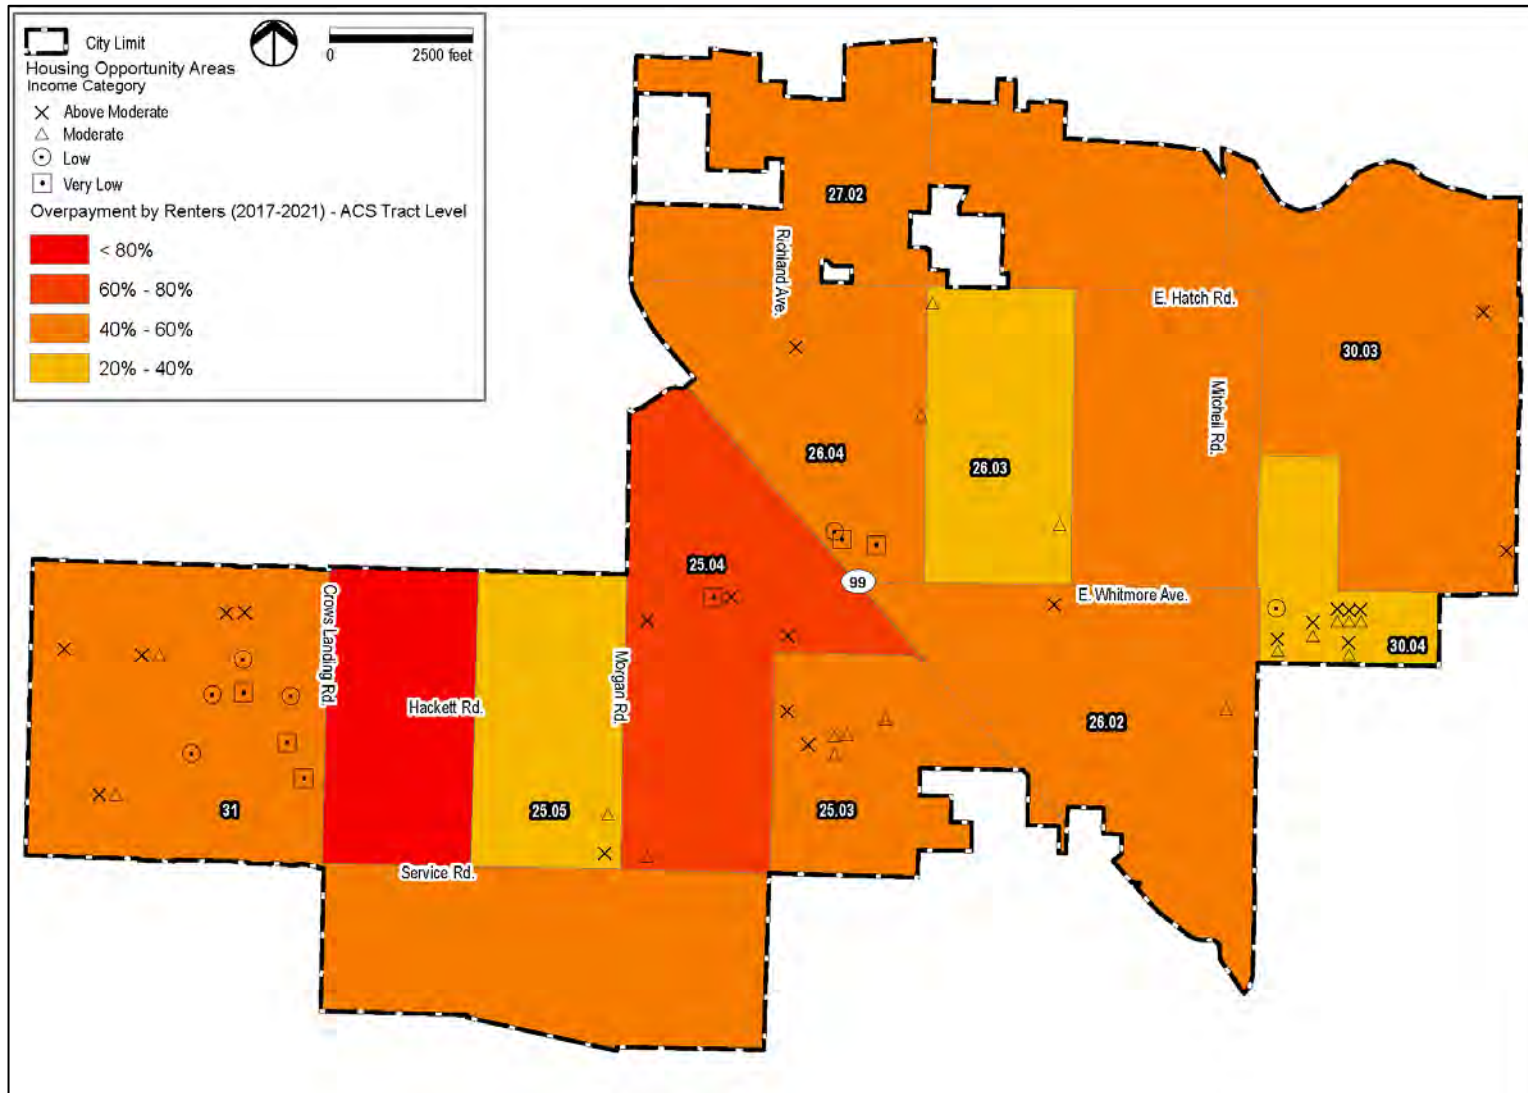 City Limit
0 2500 feet
Housing Opportunity Areas
Income Category
Above Moderate
Moderate
Low
Very Low
Overpayment by Renters (2017-2021) - ACS Tract Level
< 80%
60% - 80%
40% - 60%
20% - 40%
27.02
Richland Ave.
E. Hatch Rd.
30.03
Mitchell Rd.
26.04
26.03
25.04
99
E. Whitmore Ave.
Crows Landing Rd.
Hackett Rd.
Morgan Rd.
30.04
26.02
31
25.05
25.03
Service Rd.